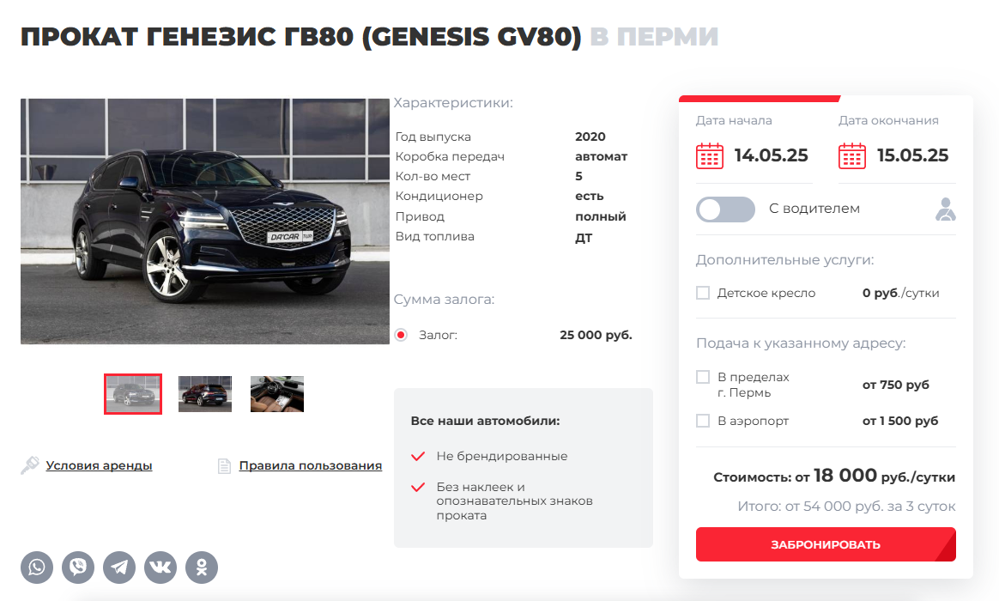 ПРОКАТ ГЕНЕЗИС ГВ80 (GENESIS GV80) В ПЕРМИ
DA'CAR TUR
Характеристики:
Год выпуска 2020
Коробка передач автомат
Кол-во мест 5
Кондиционер есть
Привод полный
Вид топлива ДТ
Сумма залога:
Залог: 25 000 руб.
Условия аренды
Правила пользования
Все наши автомобили:
Не брендированные
Без наклеек и
опознавательных знаков
проката
Дата начала Дата окончания
14.05.25 15.05.25
С водителем
Дополнительные услуги:
Детское кресло 0 руб./сутки
Подача к указанному адресу:
В пределах
г. Пермь от 750 руб
В аэропорт от 1 500 руб
Стоимость: от 18 000 руб./сутки
Итого: от 54 000 руб. за 3 суток
ЗАБРОНИРОВАТЬ